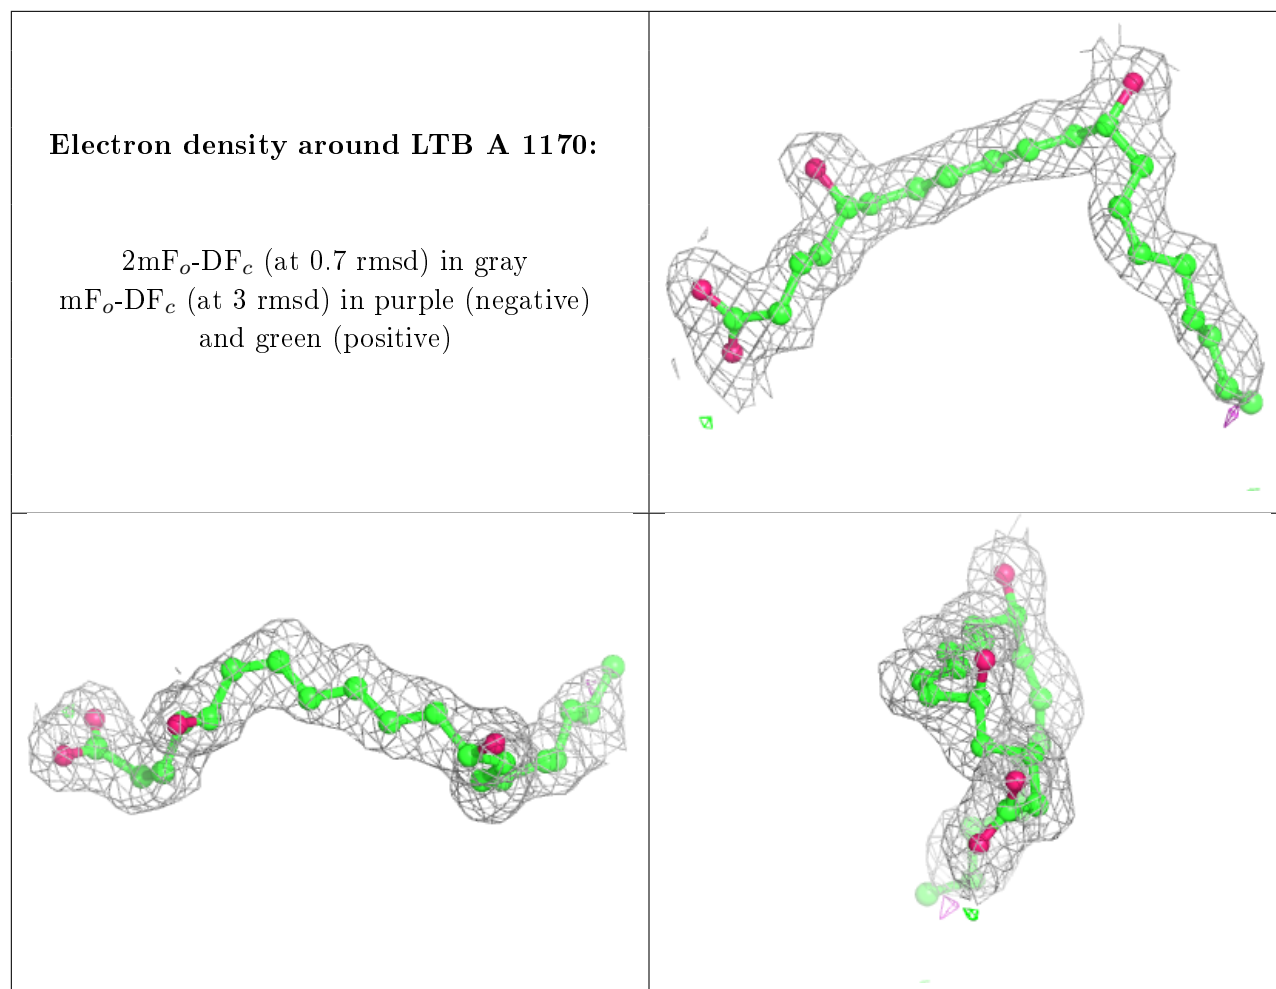 Electron density around LTB A 1170:
2mFₒ-DF𝒸 (at 0.7 rmsd) in gray
mFₒ-DF𝒸 (at 3 rmsd) in purple (negative)
and green (positive)